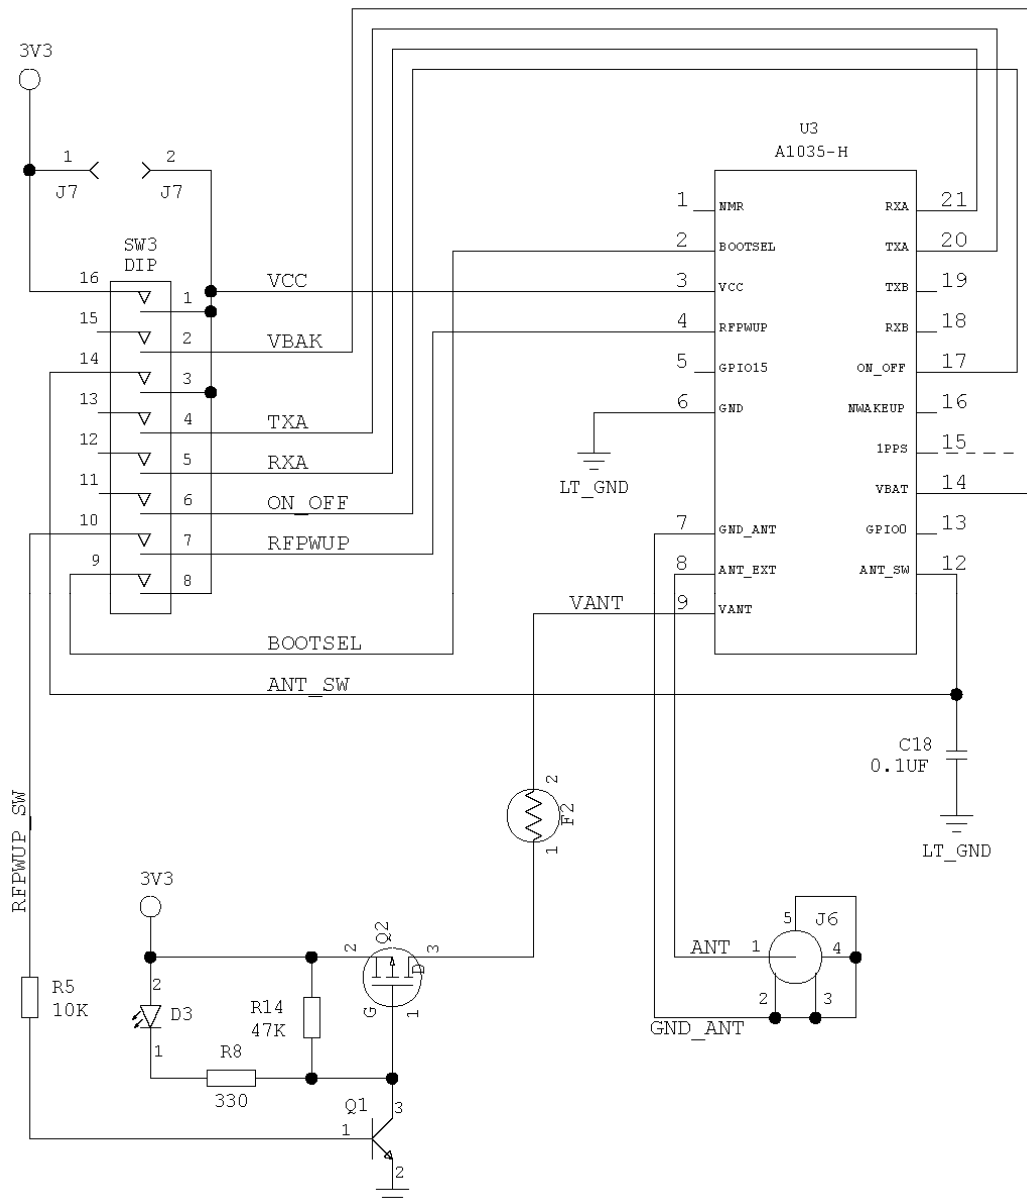 3V3
1
2
J7
J7
SW3
DIP
16
1
15
2
14
3
13
4
12
5
11
6
10
7
9
8
VCC
VBAK
TXA
RXA
ON_OFF
RFPWUP
BOOTSEL
ANT_SW
U3
A1035-H
1 NMR
2 BOOTSEL
3 VCC
4 RFPWUP
5 GPIO15
6 GND
7 GND_ANT
8 ANT_EXT
9 VANT
RXA 21
TXA 20
TXB 19
RXB 18
ON_OFF 17
NWAKEUP 16
1PPS 15
VBAT 14
GPIO0 13
ANT_SW 12
LT_GND
VANT
C18
0.1UF
LT_GND
2
F2
1
RFPWUP_SW
R5
10K
3V3
2
D3
1
R8
330
R14
47K
2
Q2
3
D
G
1
Q1
1
3
2
ANT
1
5
J6
4
2
3
GND_ANT